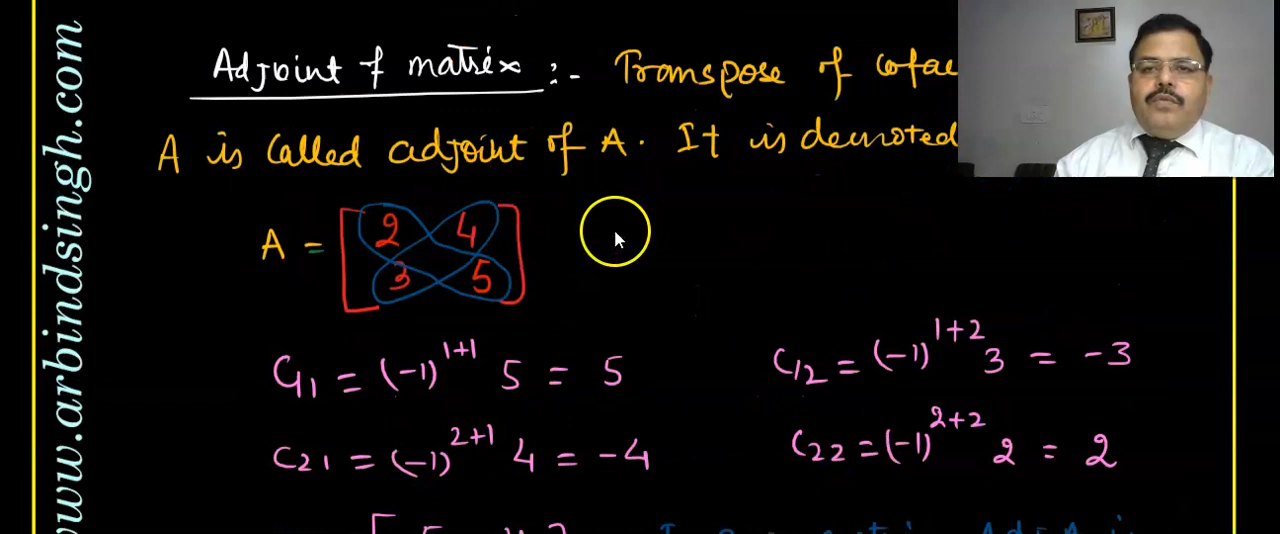 www.arbindsingh.com
Adjoint of matrix :- Transpose of cofac
A is called adjoint of A. It is denoted
A = [2 4
3 5]
C11 = (-1)^1+1 5 = 5
C12 = (-1)^1+2 3 = -3
C21 = (-1)^2+1 4 = -4
C22 = (-1)^2+2 2 = 2